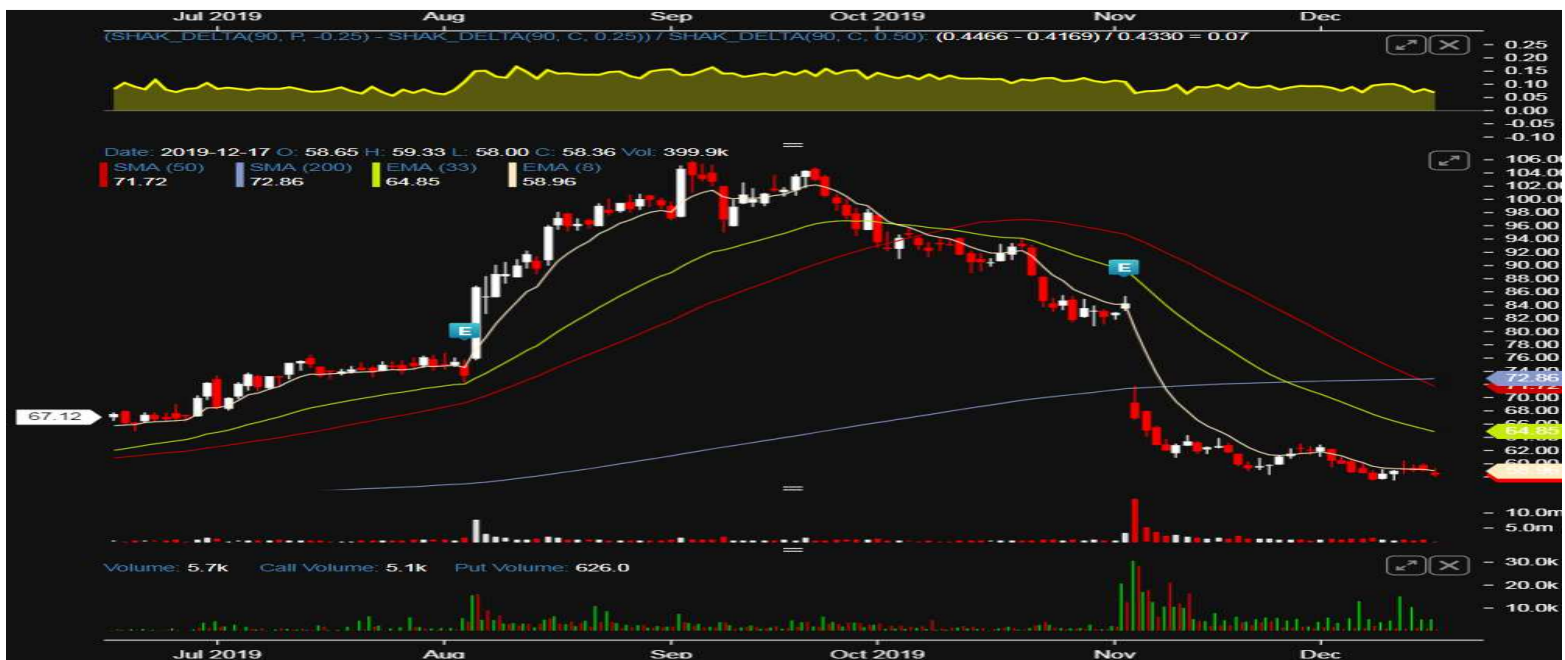 Jul 2019 Aug Sep Oct 2019 Nov Dec
(SHAK_DELTA(90, P, -0.25) - SHAK_DELTA(90, C, 0.25)) / SHAK_DELTA(90, C, 0.50): (0.4466 - 0.4169) / 0.4330 = 0.07
0.25
0.20
0.15
0.10
0.05
0.00
-0.05
-0.10
Date: 2019-12-17 O: 58.65 H: 59.33 L: 58.00 C: 58.36 Vol: 399.9k
SMA (50) SMA (200) EMA (33) EMA (8)
71.72 72.86 64.85 58.96
106.00
104.00
102.00
100.00
98.00
96.00
94.00
92.00
90.00
E
88.00
86.00
84.00
82.00
E
80.00
78.00
76.00
72.86
70.00
68.00
67.12
64.85
62.00
10.0m
5.0m
Volume: 5.7k Call Volume: 5.1k Put Volume: 626.0
30.0k
20.0k
10.0k
Jul 2019 Aug Sep Oct 2019 Nov Dec